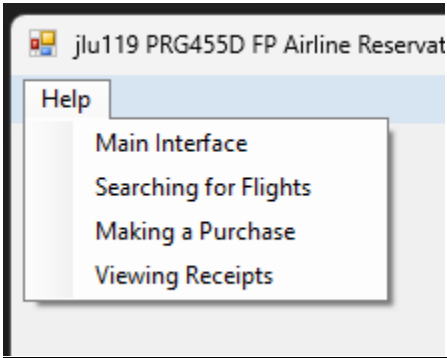 jlu119 PRG455D FP Airline Reservat
Help
Main Interface
Searching for Flights
Making a Purchase
Viewing Receipts